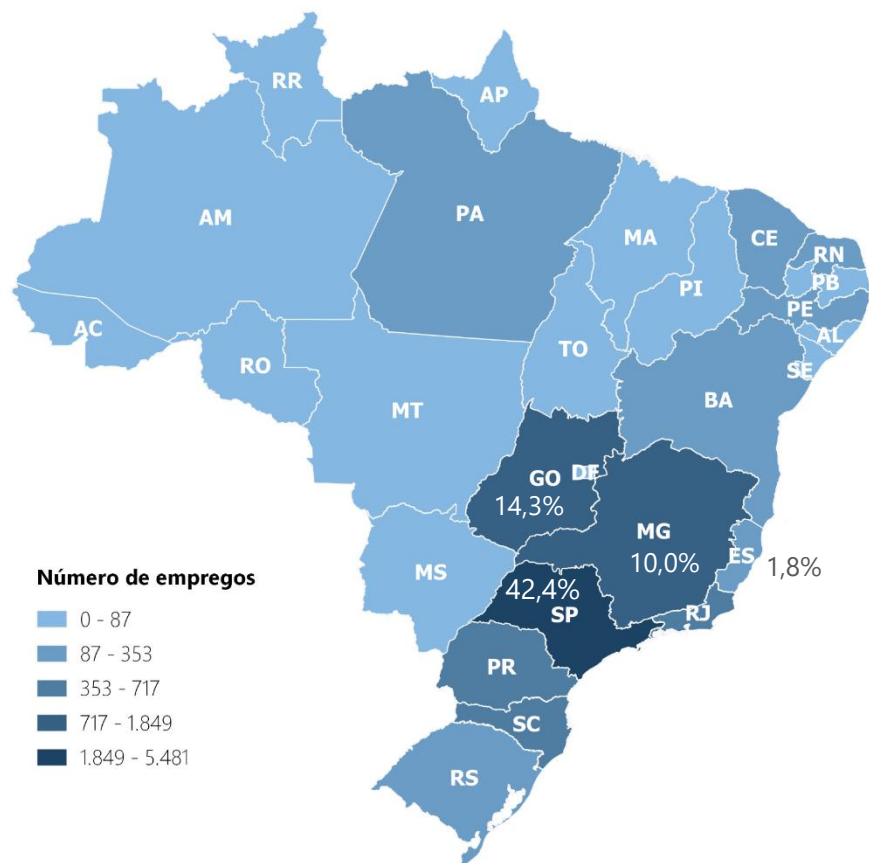 RR
AP
AM
PA
MA
CE
RN
PB
PI
PE
AL
AC
TO
SE
RO
BA
MT
GO
DF
14,3%
MG
10,0%
ES
1,8%
MS
42,4%
SP
RJ
PR
SC
RS
Número de empregos
0 - 87
87 - 353
353 - 717
717 - 1.849
1.849 - 5.481